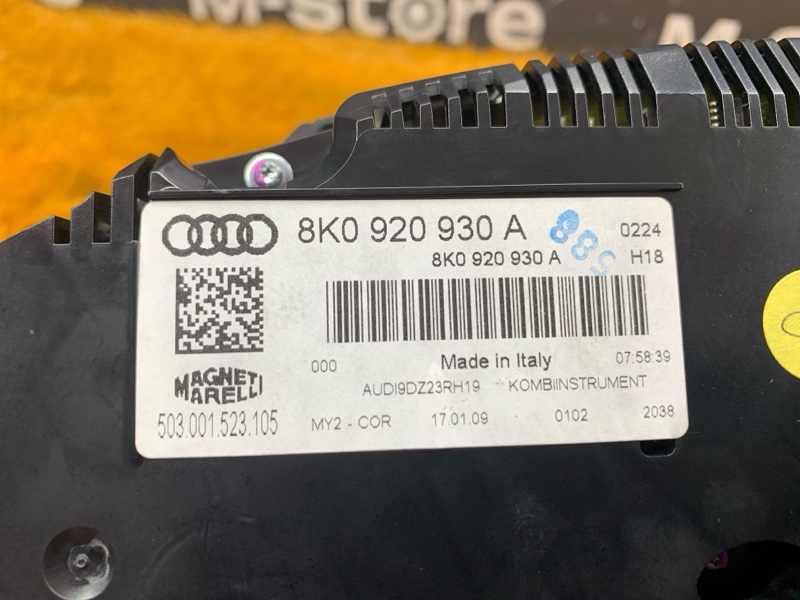 M-Store
8K0 920 930 A 0224
8K0 920 930 A H18
588
000 Made in Italy 07:58:39
MAGNETI
MARELLI
AUDI9DZ23RH19 KOMBIINSTRUMENT
503.001.523.105 MY2 - COR 17.01.09 0102 2038